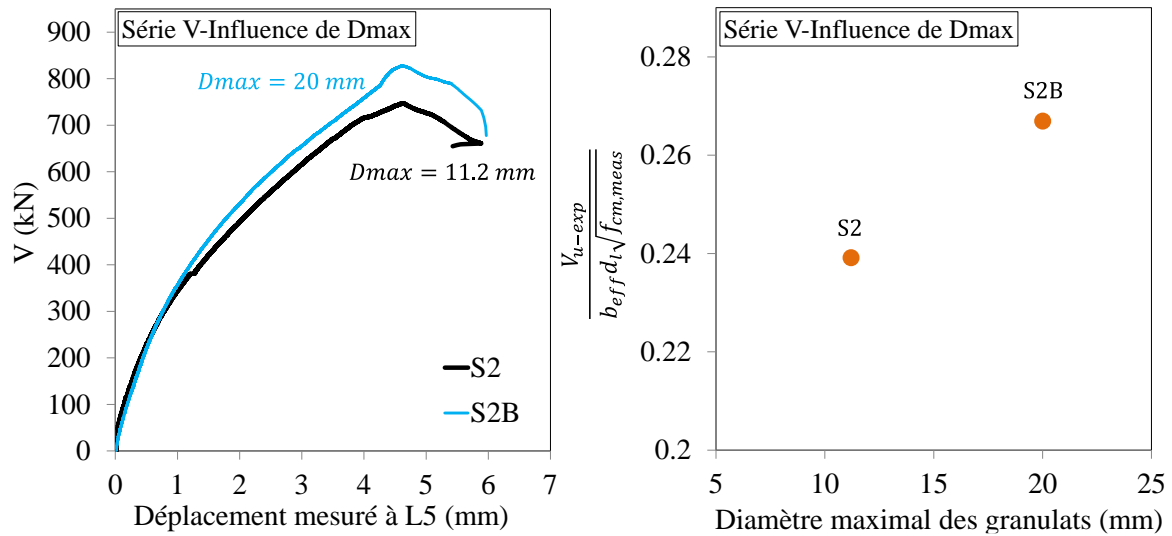 Série V-Influence de Dmax
V (kN)
900
800
700
600
500
400
300
200
100
0
Dmax = 20 mm
Dmax = 11.2 mm
S2
S2B
0 1 2 3 4 5 6 7
Déplacement mesuré à L5 (mm)
Série V-Influence de Dmax
V_{u-exp}
b_{eff}d_l√f_{cm,meas}
0.28
0.26
0.24
0.22
0.2
S2B
S2
5 10 15 20 25
Diamètre maximal des granulats (mm)